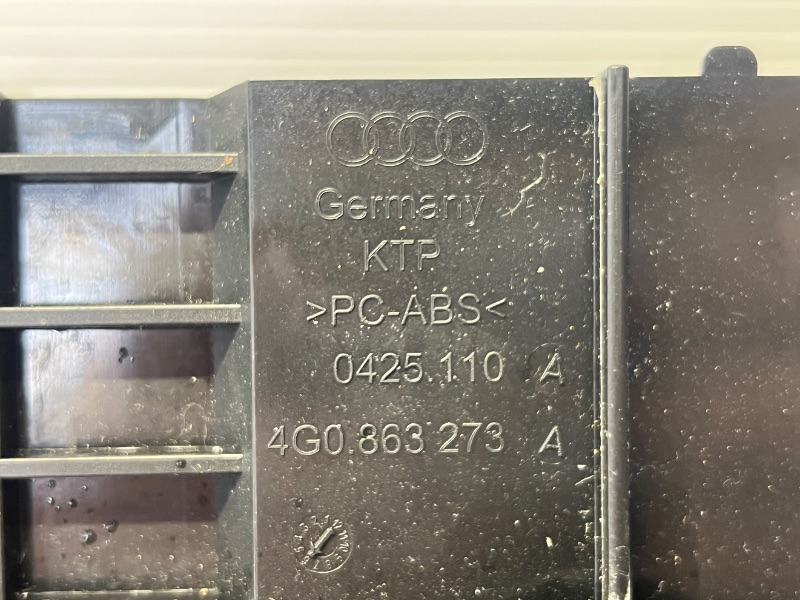 Germany
KTP
>PC-ABS<
0425.110 A
4G0.863 273 A